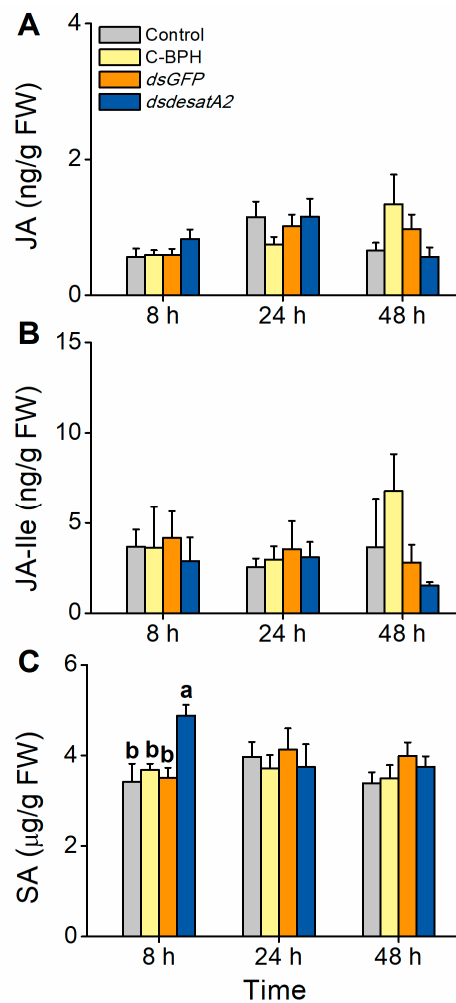 A
4
Control
C-BPH
dsGFP
dsdesatA2
JA (ng/g FW)
2
0
8 h 24 h 48 h
B
15
JA-Ile (ng/g FW)
10
5
0
8 h 24 h 48 h
C
6
a
b b b
SA (μg/g FW)
4
2
0
8 h 24 h 48 h
Time